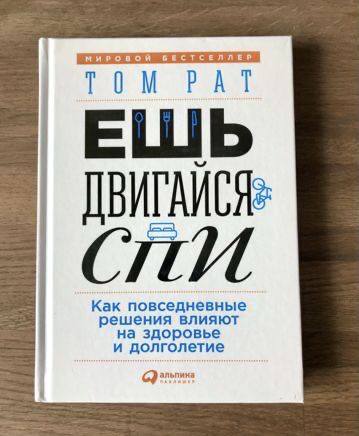 МИРОВОЙ БЕСТСЕЛЛЕР
ТОМ РАТ
ЕШЬ
ДВИГАЙСЯ
СПИ
Как повседневные
решения влияют
на здоровье
и долголетие
альпина
ПАБЛИШЕР